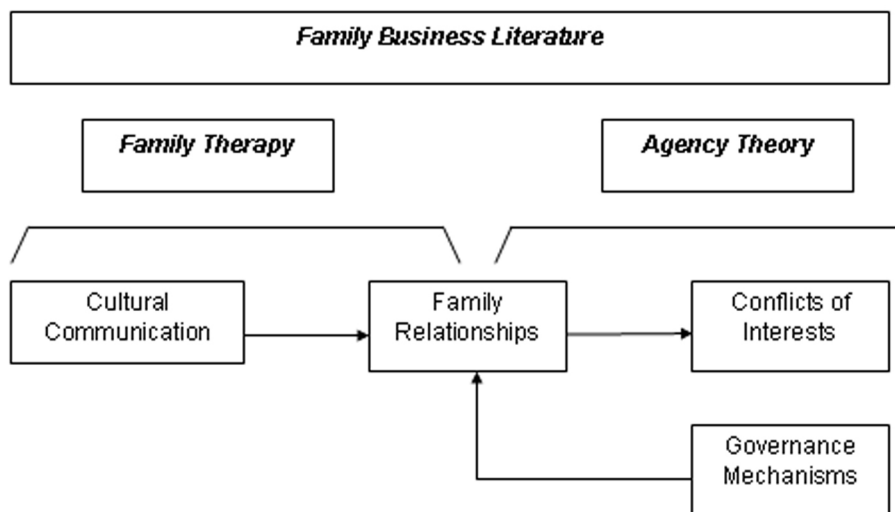 Family Business Literature
Family Therapy
Agency Theory
Cultural
Communication
Family
Relationships
Conflicts of
Interests
Governance
Mechanisms